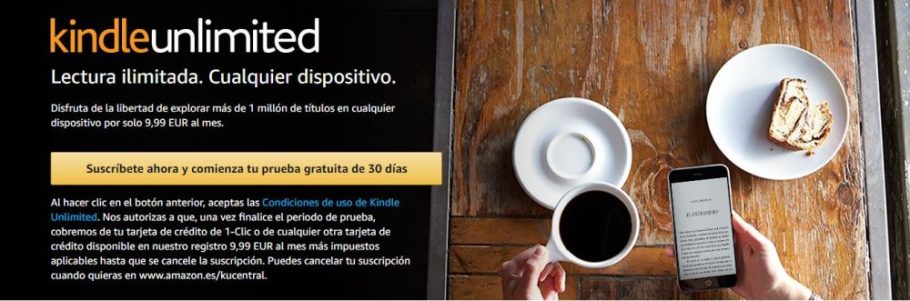 kindleunlimited
Lectura ilimitada. Cualquier dispositivo.
Disfruta de la libertad de explorar más de 1 millón de títulos en cualquier
dispositivo por solo 9,99 EUR al mes.
Suscríbete ahora y comienza tu prueba gratuita de 30 días
Al hacer clic en el botón anterior, aceptas las Condiciones de uso de Kindle
Unlimited. Nos autorizas a que, una vez finalice el periodo de prueba,
cobremos de tu tarjeta de crédito de 1-Clic o de cualquier otra tarjeta de
crédito disponible en nuestro registro 9,99 EUR al mes más impuestos
aplicables hasta que se cancele la suscripción. Puedes cancelar tu suscripción
cuando quieras en www.amazon.es/kucentral.
EL EXTRANJERO